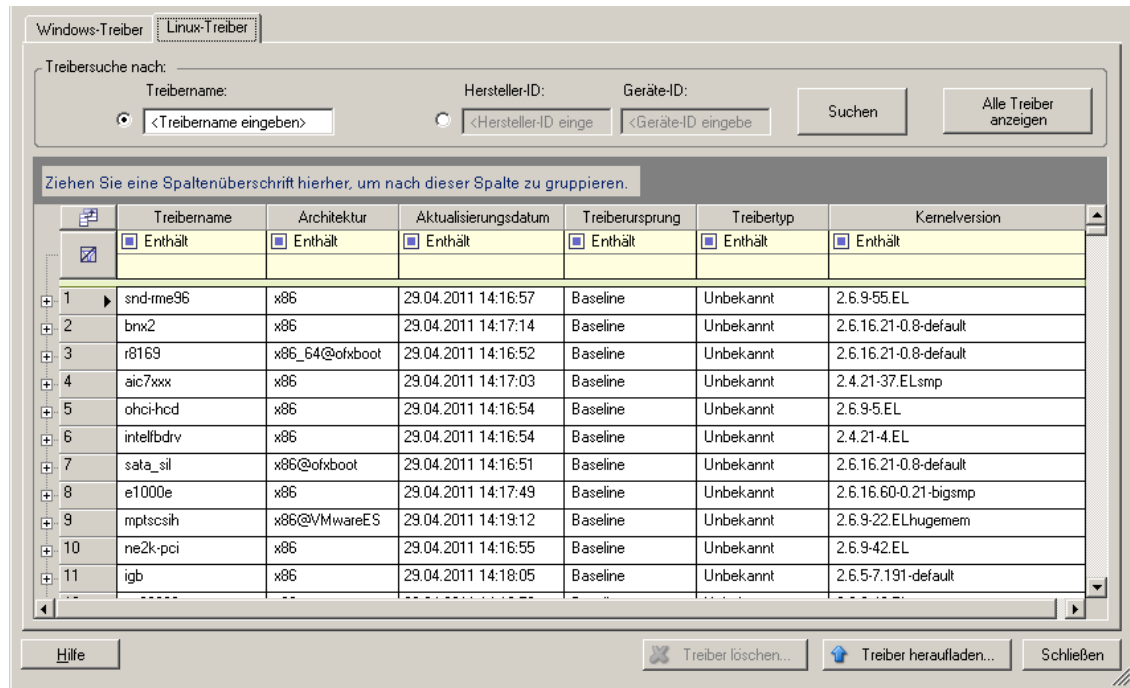 Windows-Treiber Linux-Treiber
Treibersuche nach:
Treibername: Hersteller-ID: Geräte-ID:
<Treibername eingeben> <Hersteller-ID einge <Geräte-ID eingebe Suchen Alle Treiber anzeigen
Ziehen Sie eine Spaltenüberschrift hierher, um nach dieser Spalte zu gruppieren.
Treibername Architektur Aktualisierungsdatum Treiberursprung Treibertyp Kernelversion
Enthält Enthält Enthält Enthält Enthält Enthält
1 snd-rme96 x86 29.04.2011 14:16:57 Baseline Unbekannt 2.6.9-55.EL
2 bnx2 x86 29.04.2011 14:17:14 Baseline Unbekannt 2.6.16.21-0.8-default
3 r8169 x86_64@ofxboot 29.04.2011 14:16:52 Baseline Unbekannt 2.6.16.21-0.8-default
4 aic7xxx x86 29.04.2011 14:17:03 Baseline Unbekannt 2.4.21-37.ELsmp
5 ohci-hcd x86 29.04.2011 14:16:54 Baseline Unbekannt 2.6.9-5.EL
6 intelfbdrv x86 29.04.2011 14:16:54 Baseline Unbekannt 2.4.21-4.EL
7 sata_sil x86@ofxboot 29.04.2011 14:16:51 Baseline Unbekannt 2.6.16.21-0.8-default
8 e1000e x86 29.04.2011 14:17:49 Baseline Unbekannt 2.6.16.60-0.21-bigsmp
9 mptscsih x86@VMwareES 29.04.2011 14:19:12 Baseline Unbekannt 2.6.9-22.ELhugemem
10 ne2k-pci x86 29.04.2011 14:16:55 Baseline Unbekannt 2.6.9-42.EL
11 igb x86 29.04.2011 14:18:05 Baseline Unbekannt 2.6.5-7.191-default
Hilfe Treiber löschen... Treiber heraufladen... Schließen